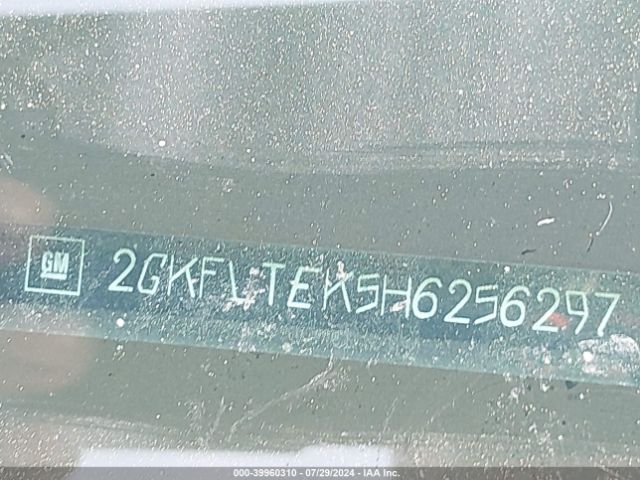 GM 2GKFLTEK5H6256297
000-39960310 - 07/29/2024 - IAA Inc.